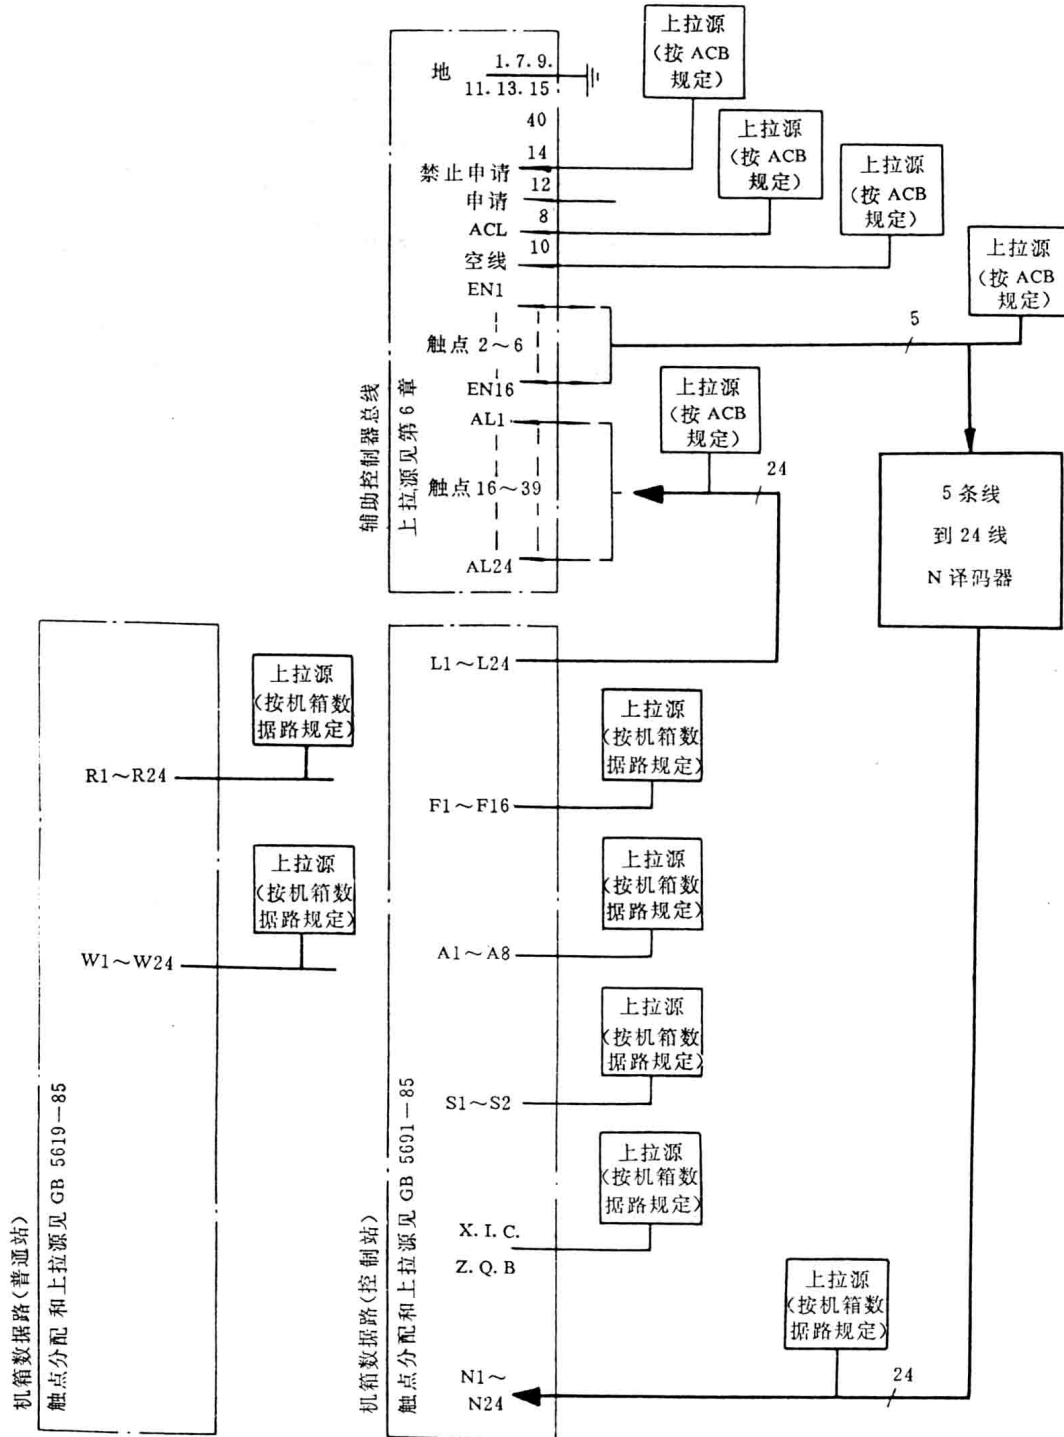 上拉源
(按 ACB
规定)
地
1.7.9.
11.13.15
40
14
禁止申请
12
申请
8
ACL
10
空线
上拉源
(按 ACB
规定)
上拉源
(按 ACB
规定)
上拉源
(按 ACB
规定)
EN1
触点 2～6
EN16
5
AL1
触点 16～39
AL24
上拉源
(按 ACB
规定)
24
5 条线
到 24 线
N 译码器
辅助控制器总线
上拉源见第 6 章
L1～L24
上拉源
(按机箱数
据路规定)
R1～R24
上拉源
(按机箱数
据路规定)
F1～F16
上拉源
(按机箱数
据路规定)
W1～W24
上拉源
(按机箱数
据路规定)
A1～A8
上拉源
(按机箱数
据路规定)
S1～S2
上拉源
(按机箱数
据路规定)
X. I. C.
Z. Q. B
上拉源
(按机箱数
据路规定)
N1～
N24
24
机箱数据路(普通站)
触点分配和上拉源见 GB 5619－85
机箱数据路(控制站)
触点分配和上拉源见 GB 5691－85